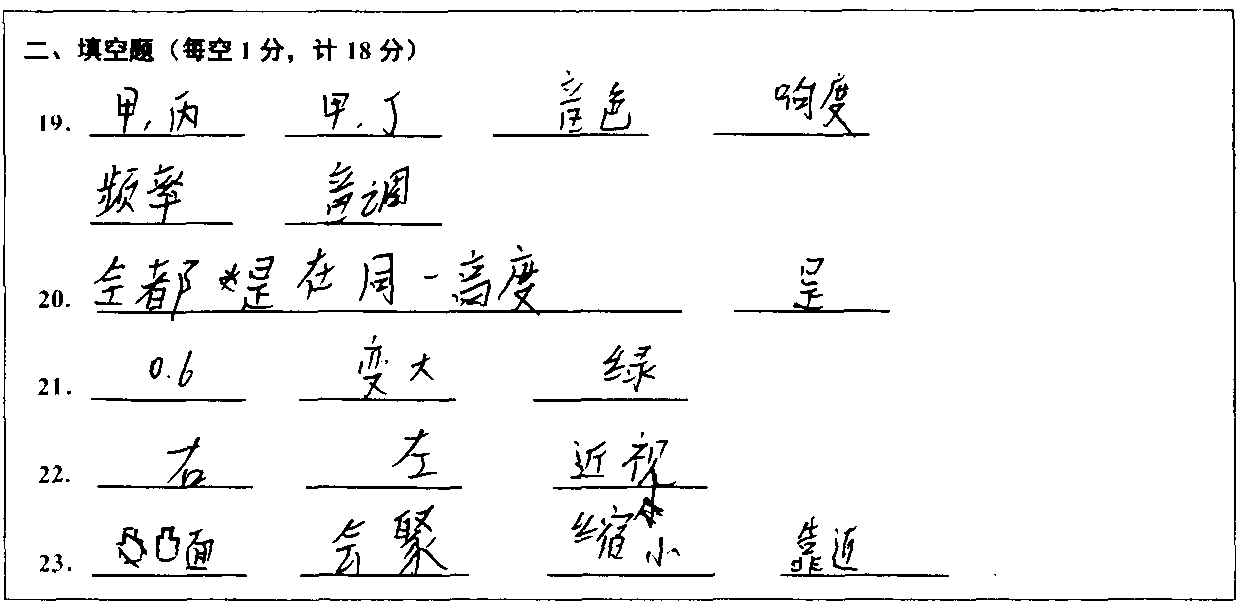 二、填空题（每空1分，计18分）
19. 甲、丙 甲、丁 音色 响度
频率 音调
20. 全都是在同一高度 是
21. 0.6 变大 绿
22. 右 左 近视
23. 凸面 会聚 缩小 靠近